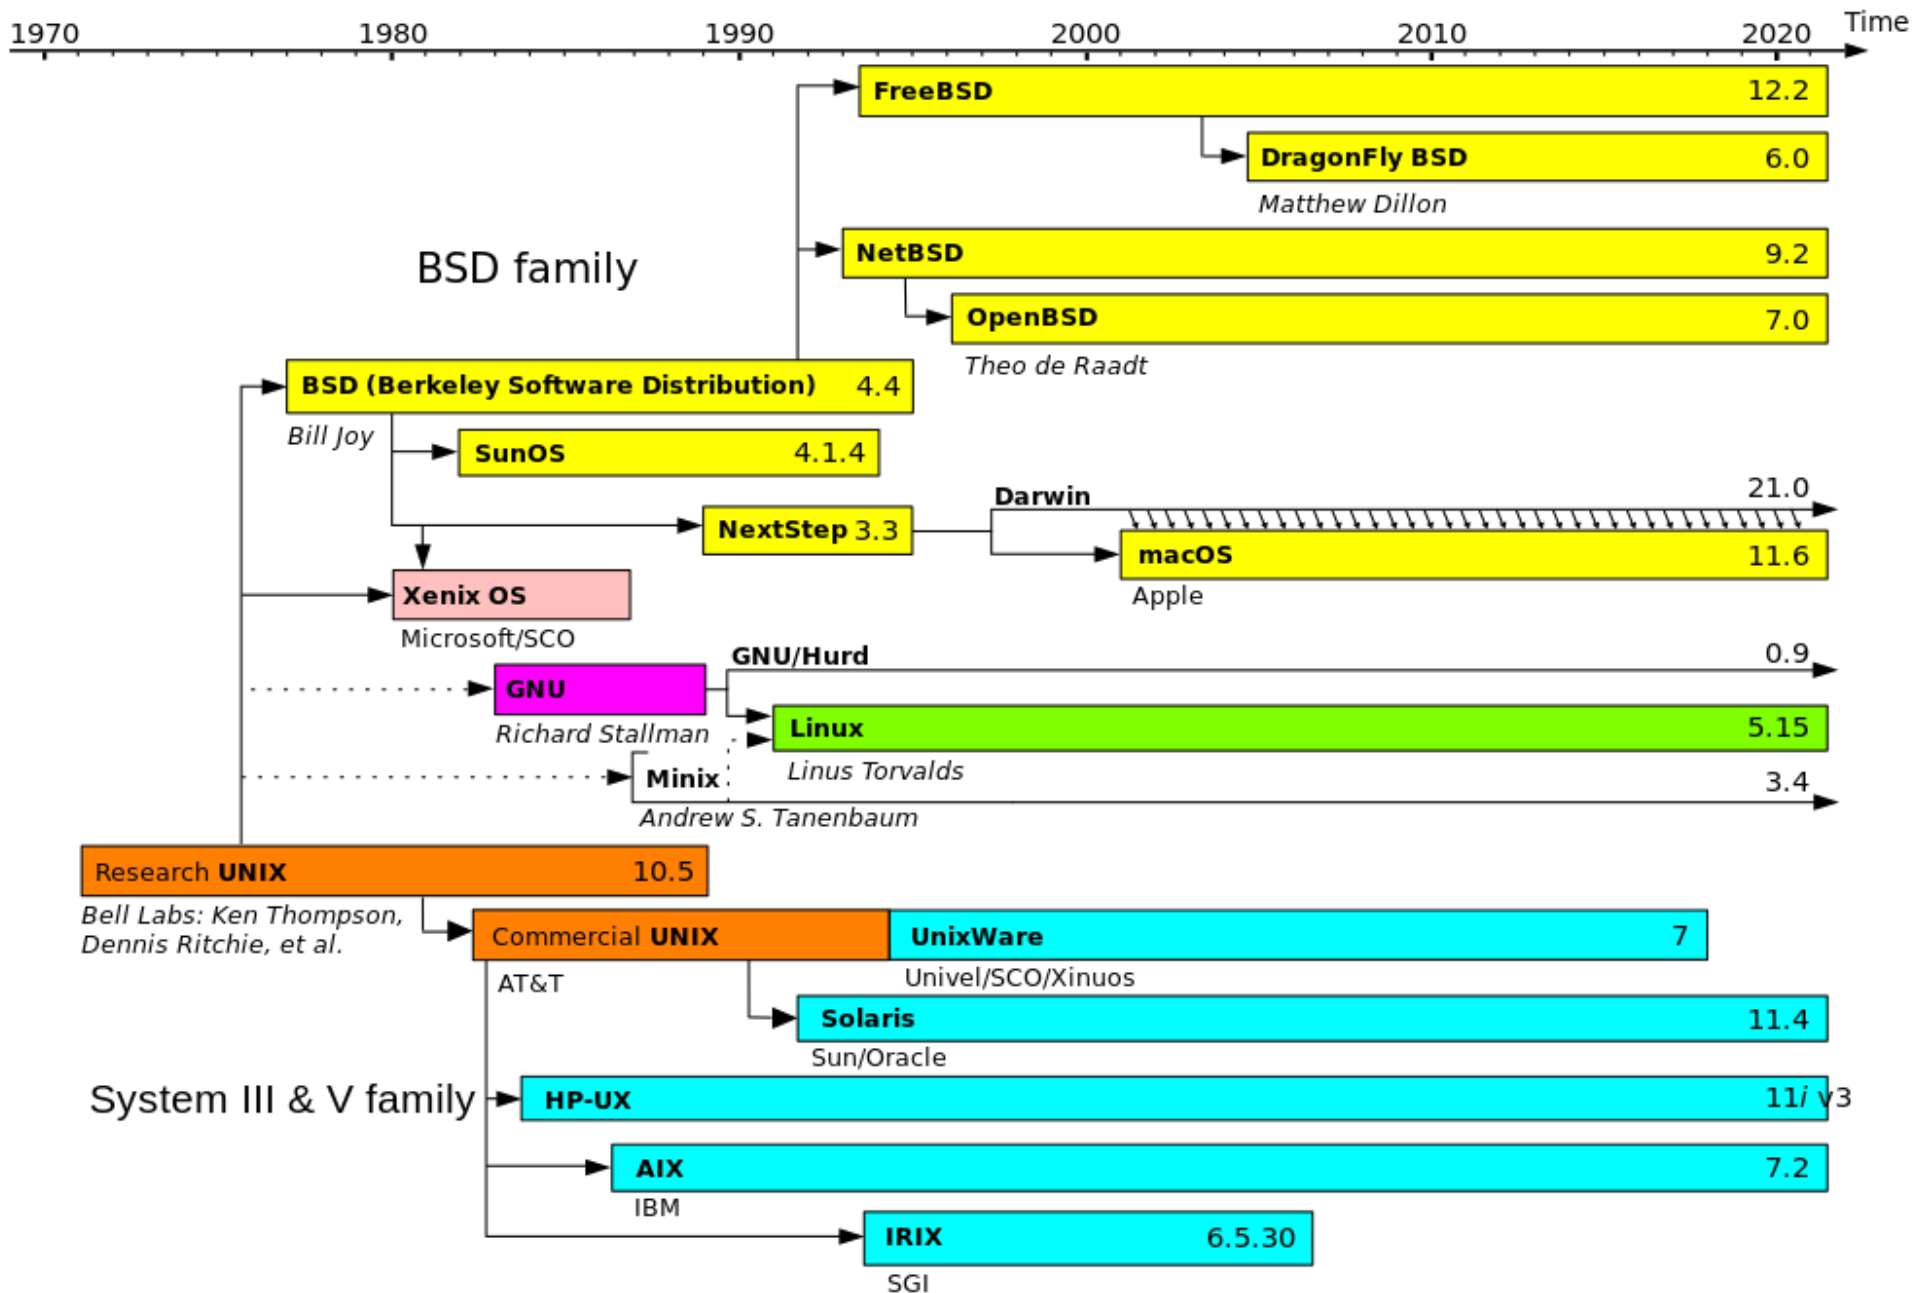 1970 1980 1990 2000 2010 2020 Time
FreeBSD 12.2
DragonFly BSD 6.0
Matthew Dillon
BSD family
NetBSD 9.2
OpenBSD 7.0
Theo de Raadt
BSD (Berkeley Software Distribution) 4.4
Bill Joy
SunOS 4.1.4
Darwin 21.0
NextStep 3.3
macOS 11.6
Apple
Xenix OS
Microsoft/SCO
GNU/Hurd 0.9
GNU
Richard Stallman
Linux 5.15
Linus Torvalds
Minix 3.4
Andrew S. Tanenbaum
Research UNIX 10.5
Bell Labs: Ken Thompson,
Dennis Ritchie, et al.
Commercial UNIX
AT&T
UnixWare 7
Univel/SCO/Xinuos
Solaris 11.4
Sun/Oracle
System III & V family
HP-UX 11i v3
AIX 7.2
IBM
IRIX 6.5.30
SGI